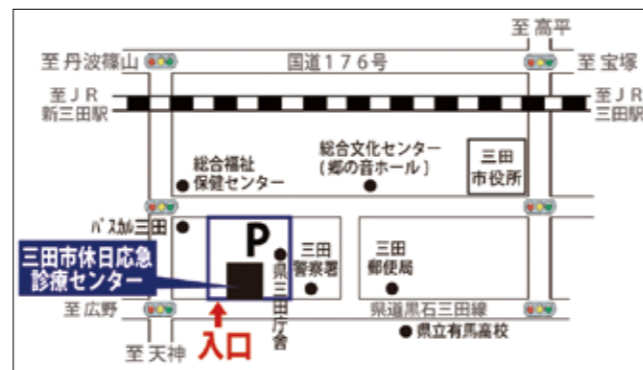 至 高平
至 丹波篠山
国道１７６号
至 宝塚
至ＪＲ
新三田駅
至ＪＲ
三田駅
総合福祉
保健センター
総合文化センター
(郷の音ホール)
三田
市役所
パスカル三田
P
三田市休日応急
診療センター
県三田庁舎
三田
警察署
三田
郵便局
至 広野
県道黒石三田線
入口
県立有馬高校
至 天神